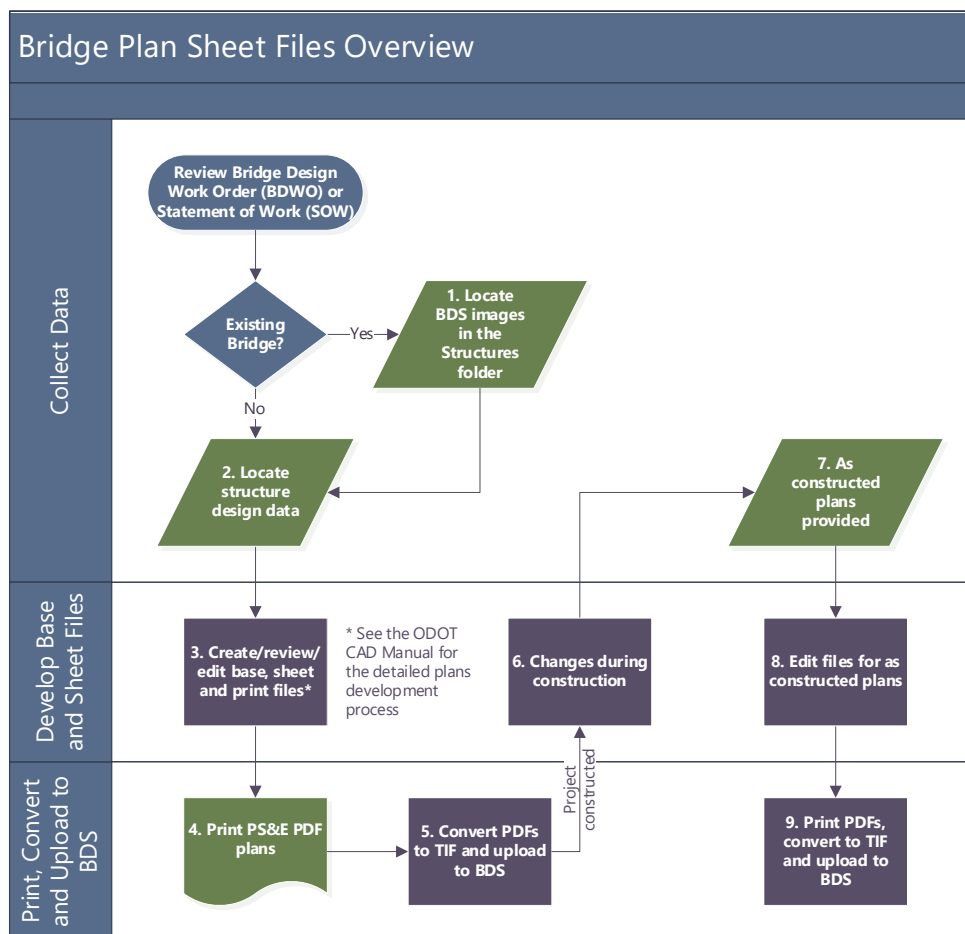 Bridge Plan Sheet Files Overview
Collect Data
Review Bridge Design
Work Order (BDWO) or
Statement of Work (SOW)
Existing
Bridge?
Yes
No
1. Locate
BDS images
in the
Structures
folder
2. Locate
structure
design data
7. As
constructed
plans
provided
Develop Base
and Sheet Files
3. Create/review/
edit base, sheet
and print files*
* See the ODOT
CAD Manual for
the detailed plans
development
process
6. Changes during
construction
8. Edit files for as
constructed plans
Print, Convert
and Upload to
BDS
4. Print PS&E PDF
plans
5. Convert PDFs
to TIF and upload
to BDS
Project
constructed
9. Print PDFs,
convert to TIF
and upload to
BDS